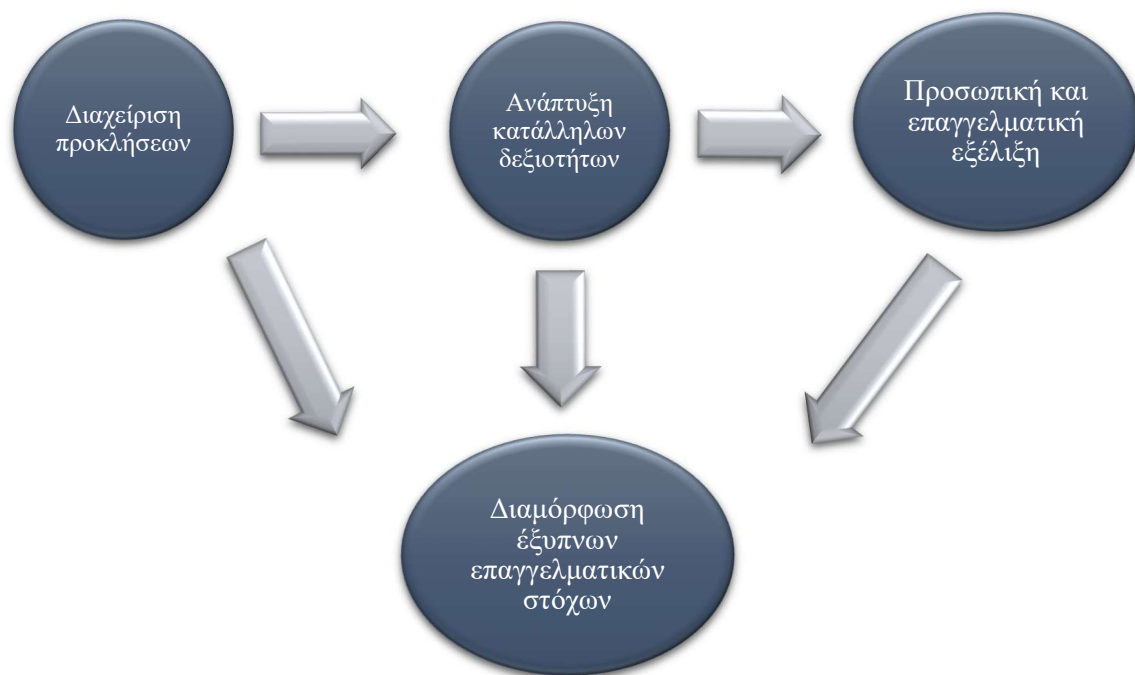 Διαχείριση
προκλήσεων
Ανάπτυξη
κατάλληλων
δεξιοτήτων
Προσωπική και
επαγγελματική
εξέλιξη
Διαμόρφωση
έξυπνων
επαγγελματικών
στόχων